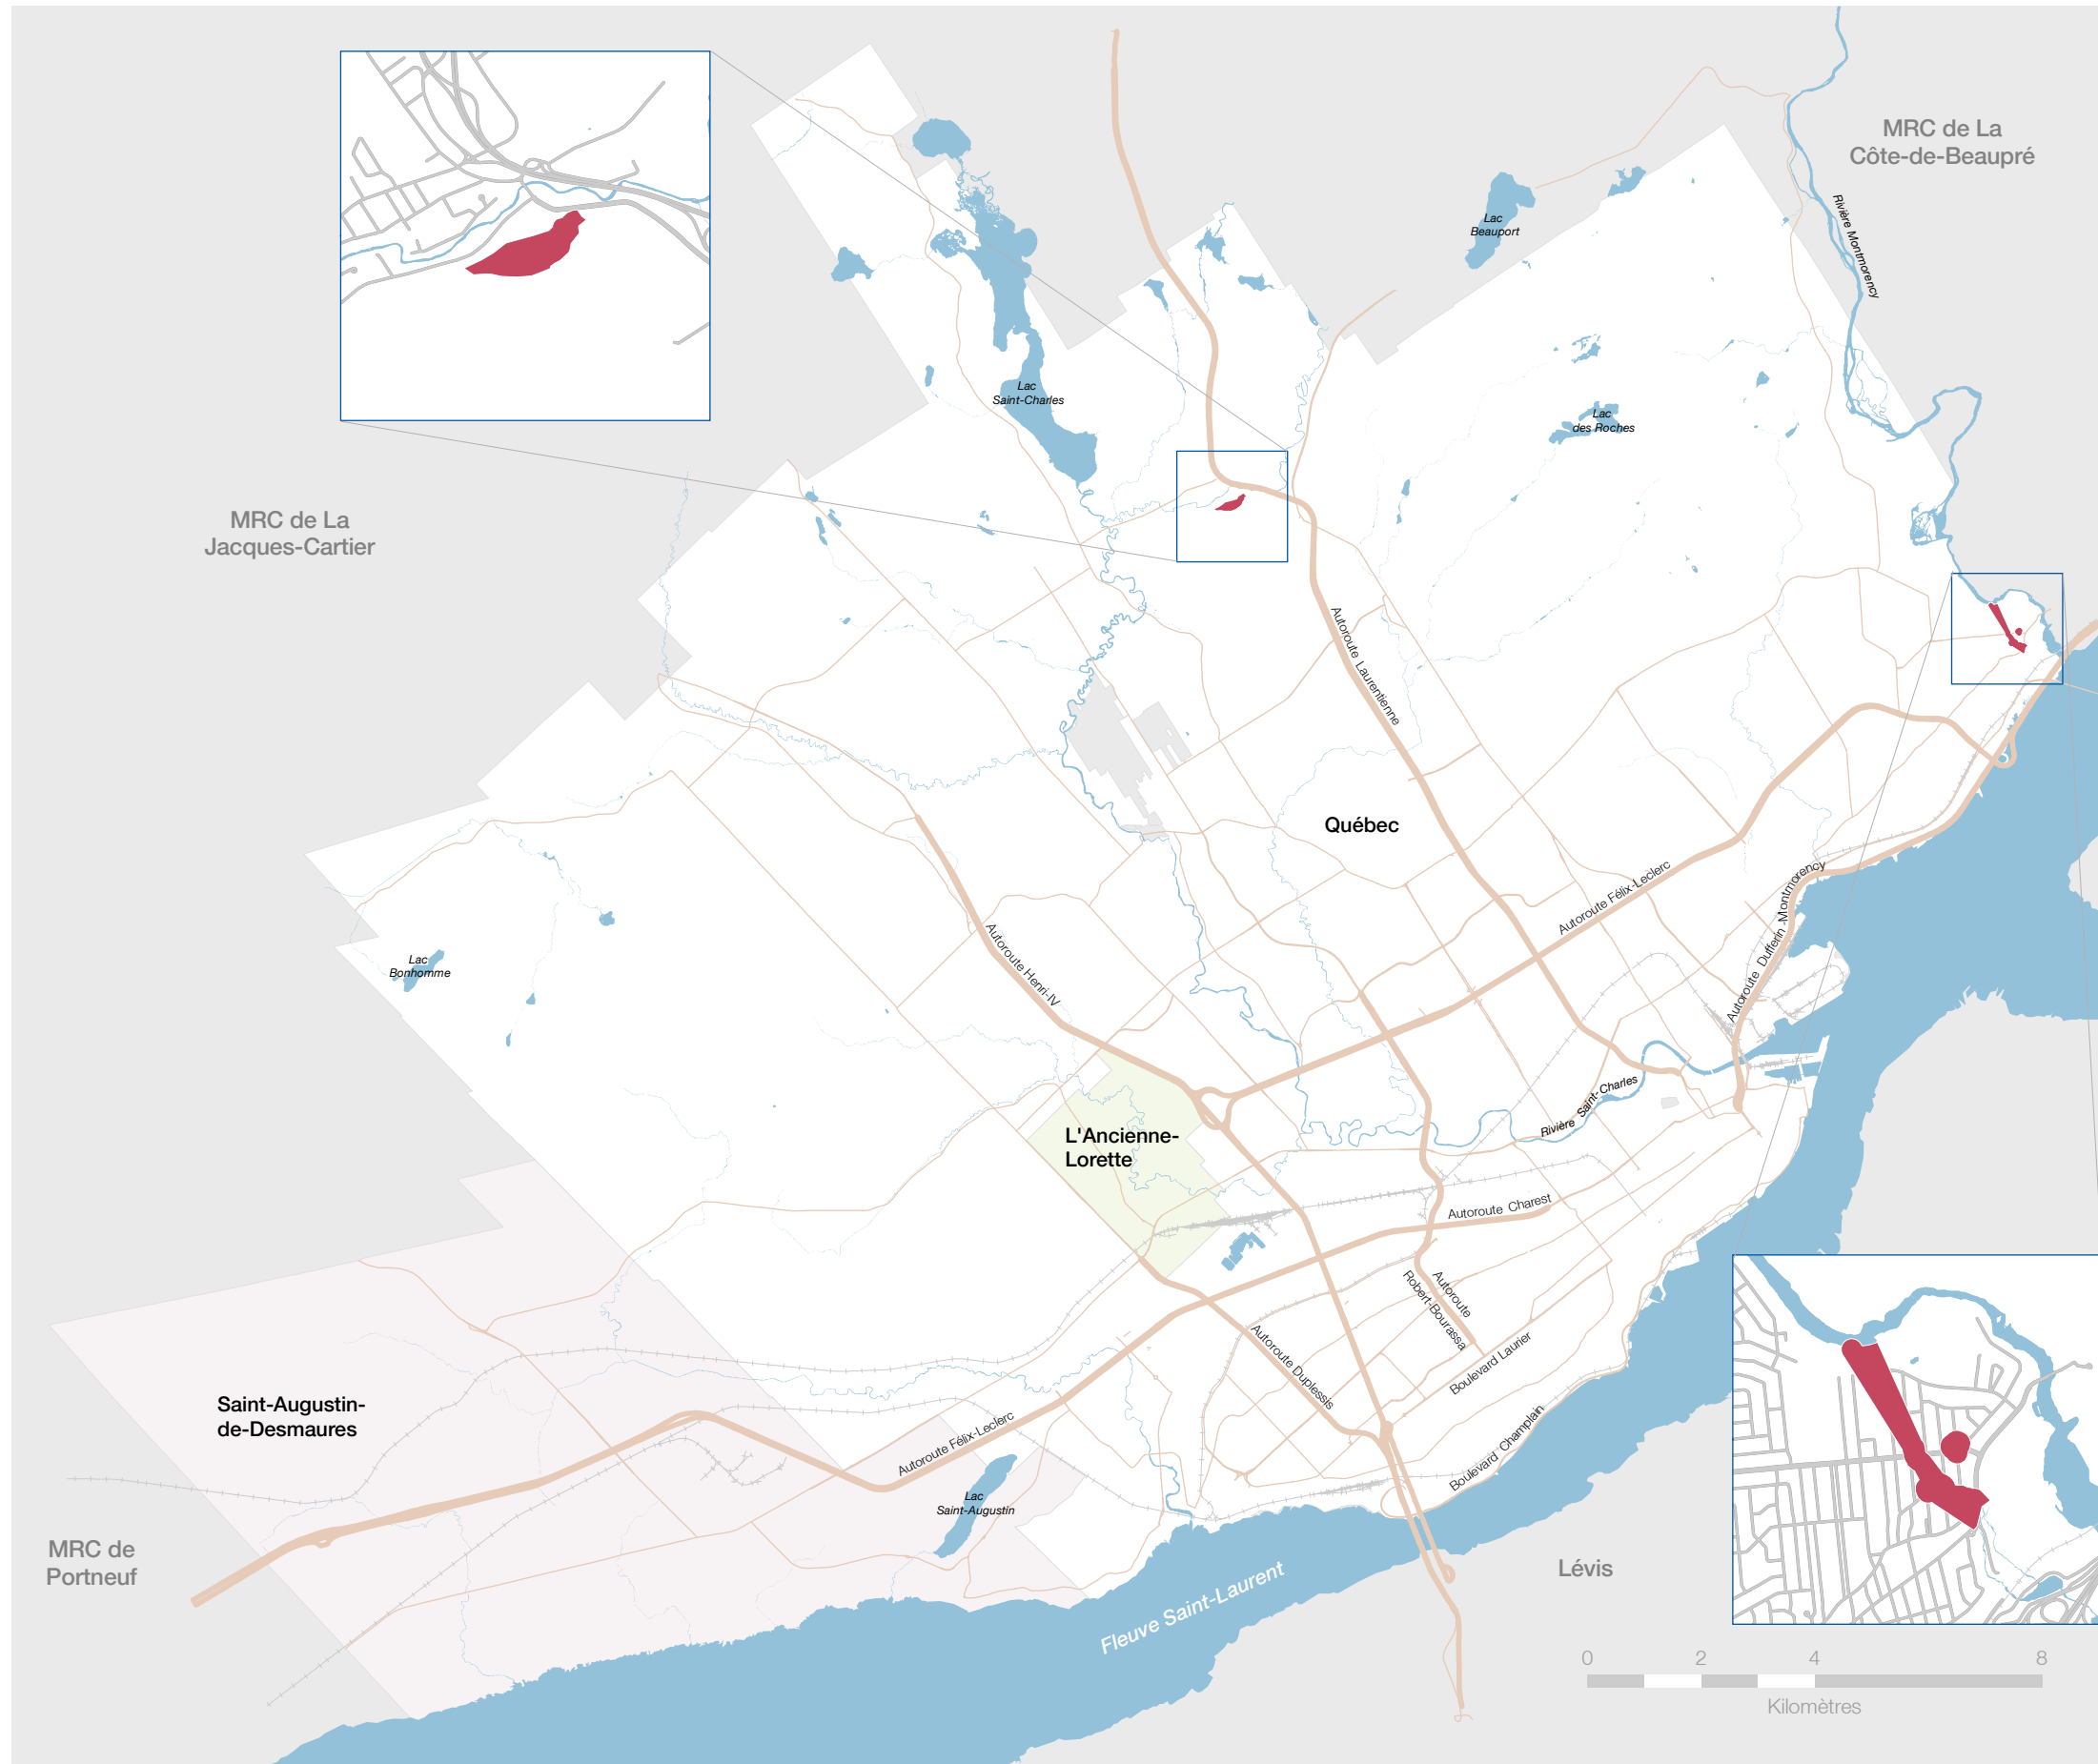 MRC de La
Côte-de-Beaupré
Lac
Beauport
Rivière Montmorency
Lac
Saint-Charles
Lac
des Roches
MRC de La
Jacques-Cartier
Autoroute Laurentienne
Québec
Autoroute Félix-Leclerc
Autoroute Dufferin-Montmorency
Autoroute Henri-IV
Lac
Bonhomme
Rivière Saint-Charles
L'Ancienne-
Lorette
Autoroute Charest
Autoroute
Robert-Bourassa
Autoroute Duplessis
Boulevard Laurier
Saint-Augustin-
de-Desmaures
Autoroute Félix-Leclerc
Boulevard Champlain
Lac
Saint-Augustin
MRC de
Portneuf
Lévis
Fleuve Saint-Laurent
0 2 4 8
Kilomètres